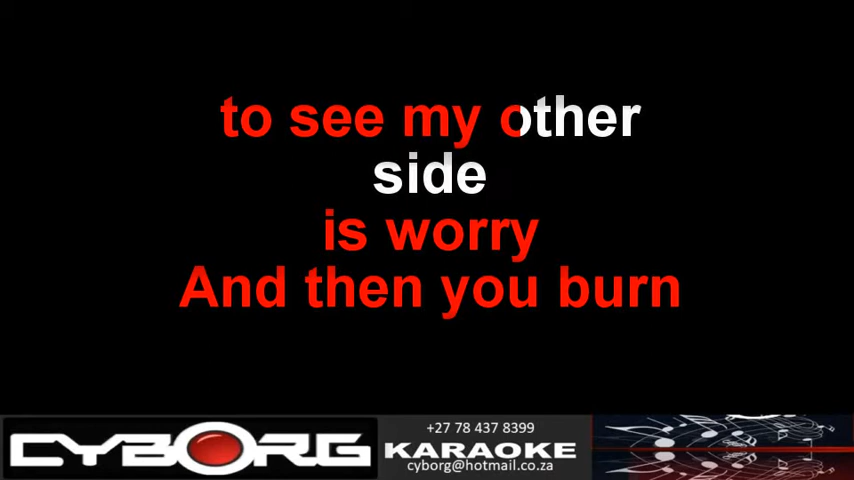 to see my other
side
is worry
And then you burn
CYBORG
+27 78 437 8399
KARAOKE
cyborg@hotmail.co.za